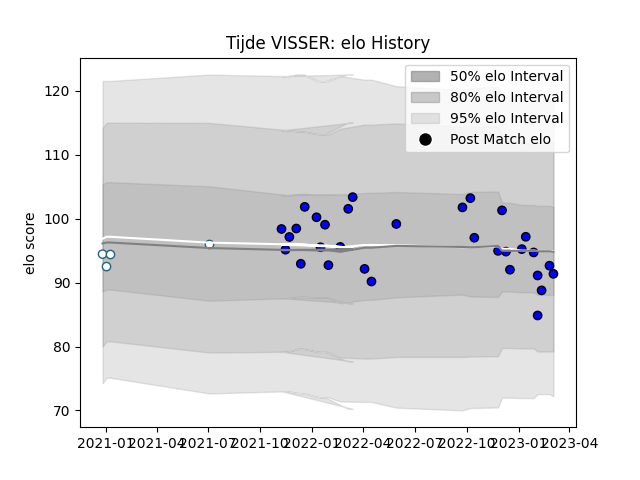 Tijde VISSER: elo History
50% elo Interval
80% elo Interval
95% elo Interval
Post Match elo
elo score
120
110
100
90
80
70
2021-01 2021-04 2021-07 2021-10 2022-01 2022-04 2022-07 2022-10 2023-01 2023-04